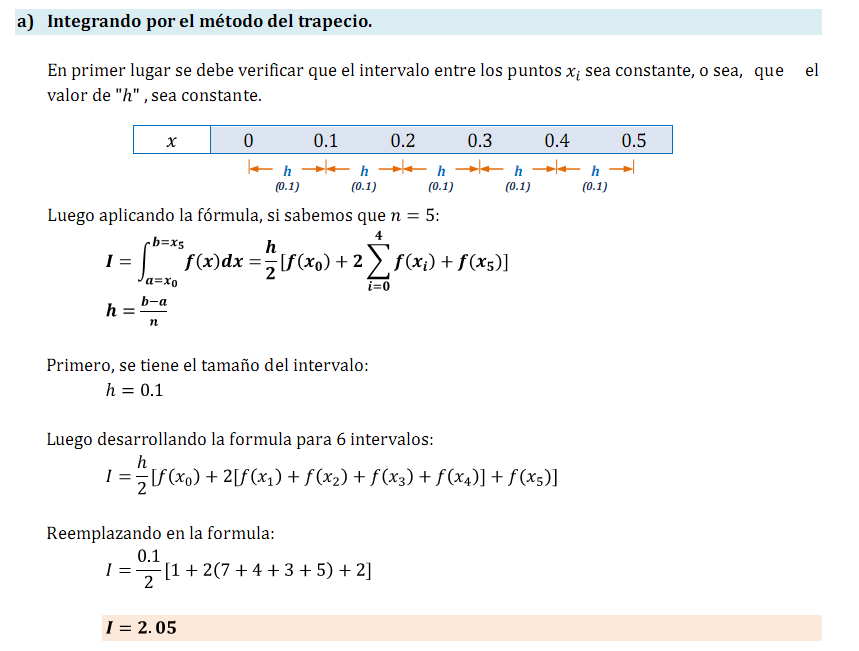 a) Integrando por el método del trapecio.
En primer lugar se debe verificar que el intervalo entre los puntos xᵢ sea constante, o sea, que el
valor de "h" , sea constante.
x 0 0.1 0.2 0.3 0.4 0.5
h h h h h
(0.1) (0.1) (0.1) (0.1) (0.1)
Luego aplicando la fórmula, si sabemos que n = 5:
I = ∫_{a=x₀}^{b=x₅} f(x)dx = h/2 [f(x₀) + 2 ∑_{i=0}^{4} f(xᵢ) + f(x₅)]
h = b−a/n
Primero, se tiene el tamaño del intervalo:
h = 0.1
Luego desarrollando la formula para 6 intervalos:
I = h/2 [f(x₀) + 2[f(x₁) + f(x₂) + f(x₃) + f(x₄)] + f(x₅)]
Reemplazando en la formula:
I = 0.1/2 [1 + 2(7 + 4 + 3 + 5) + 2]
I = 2.05